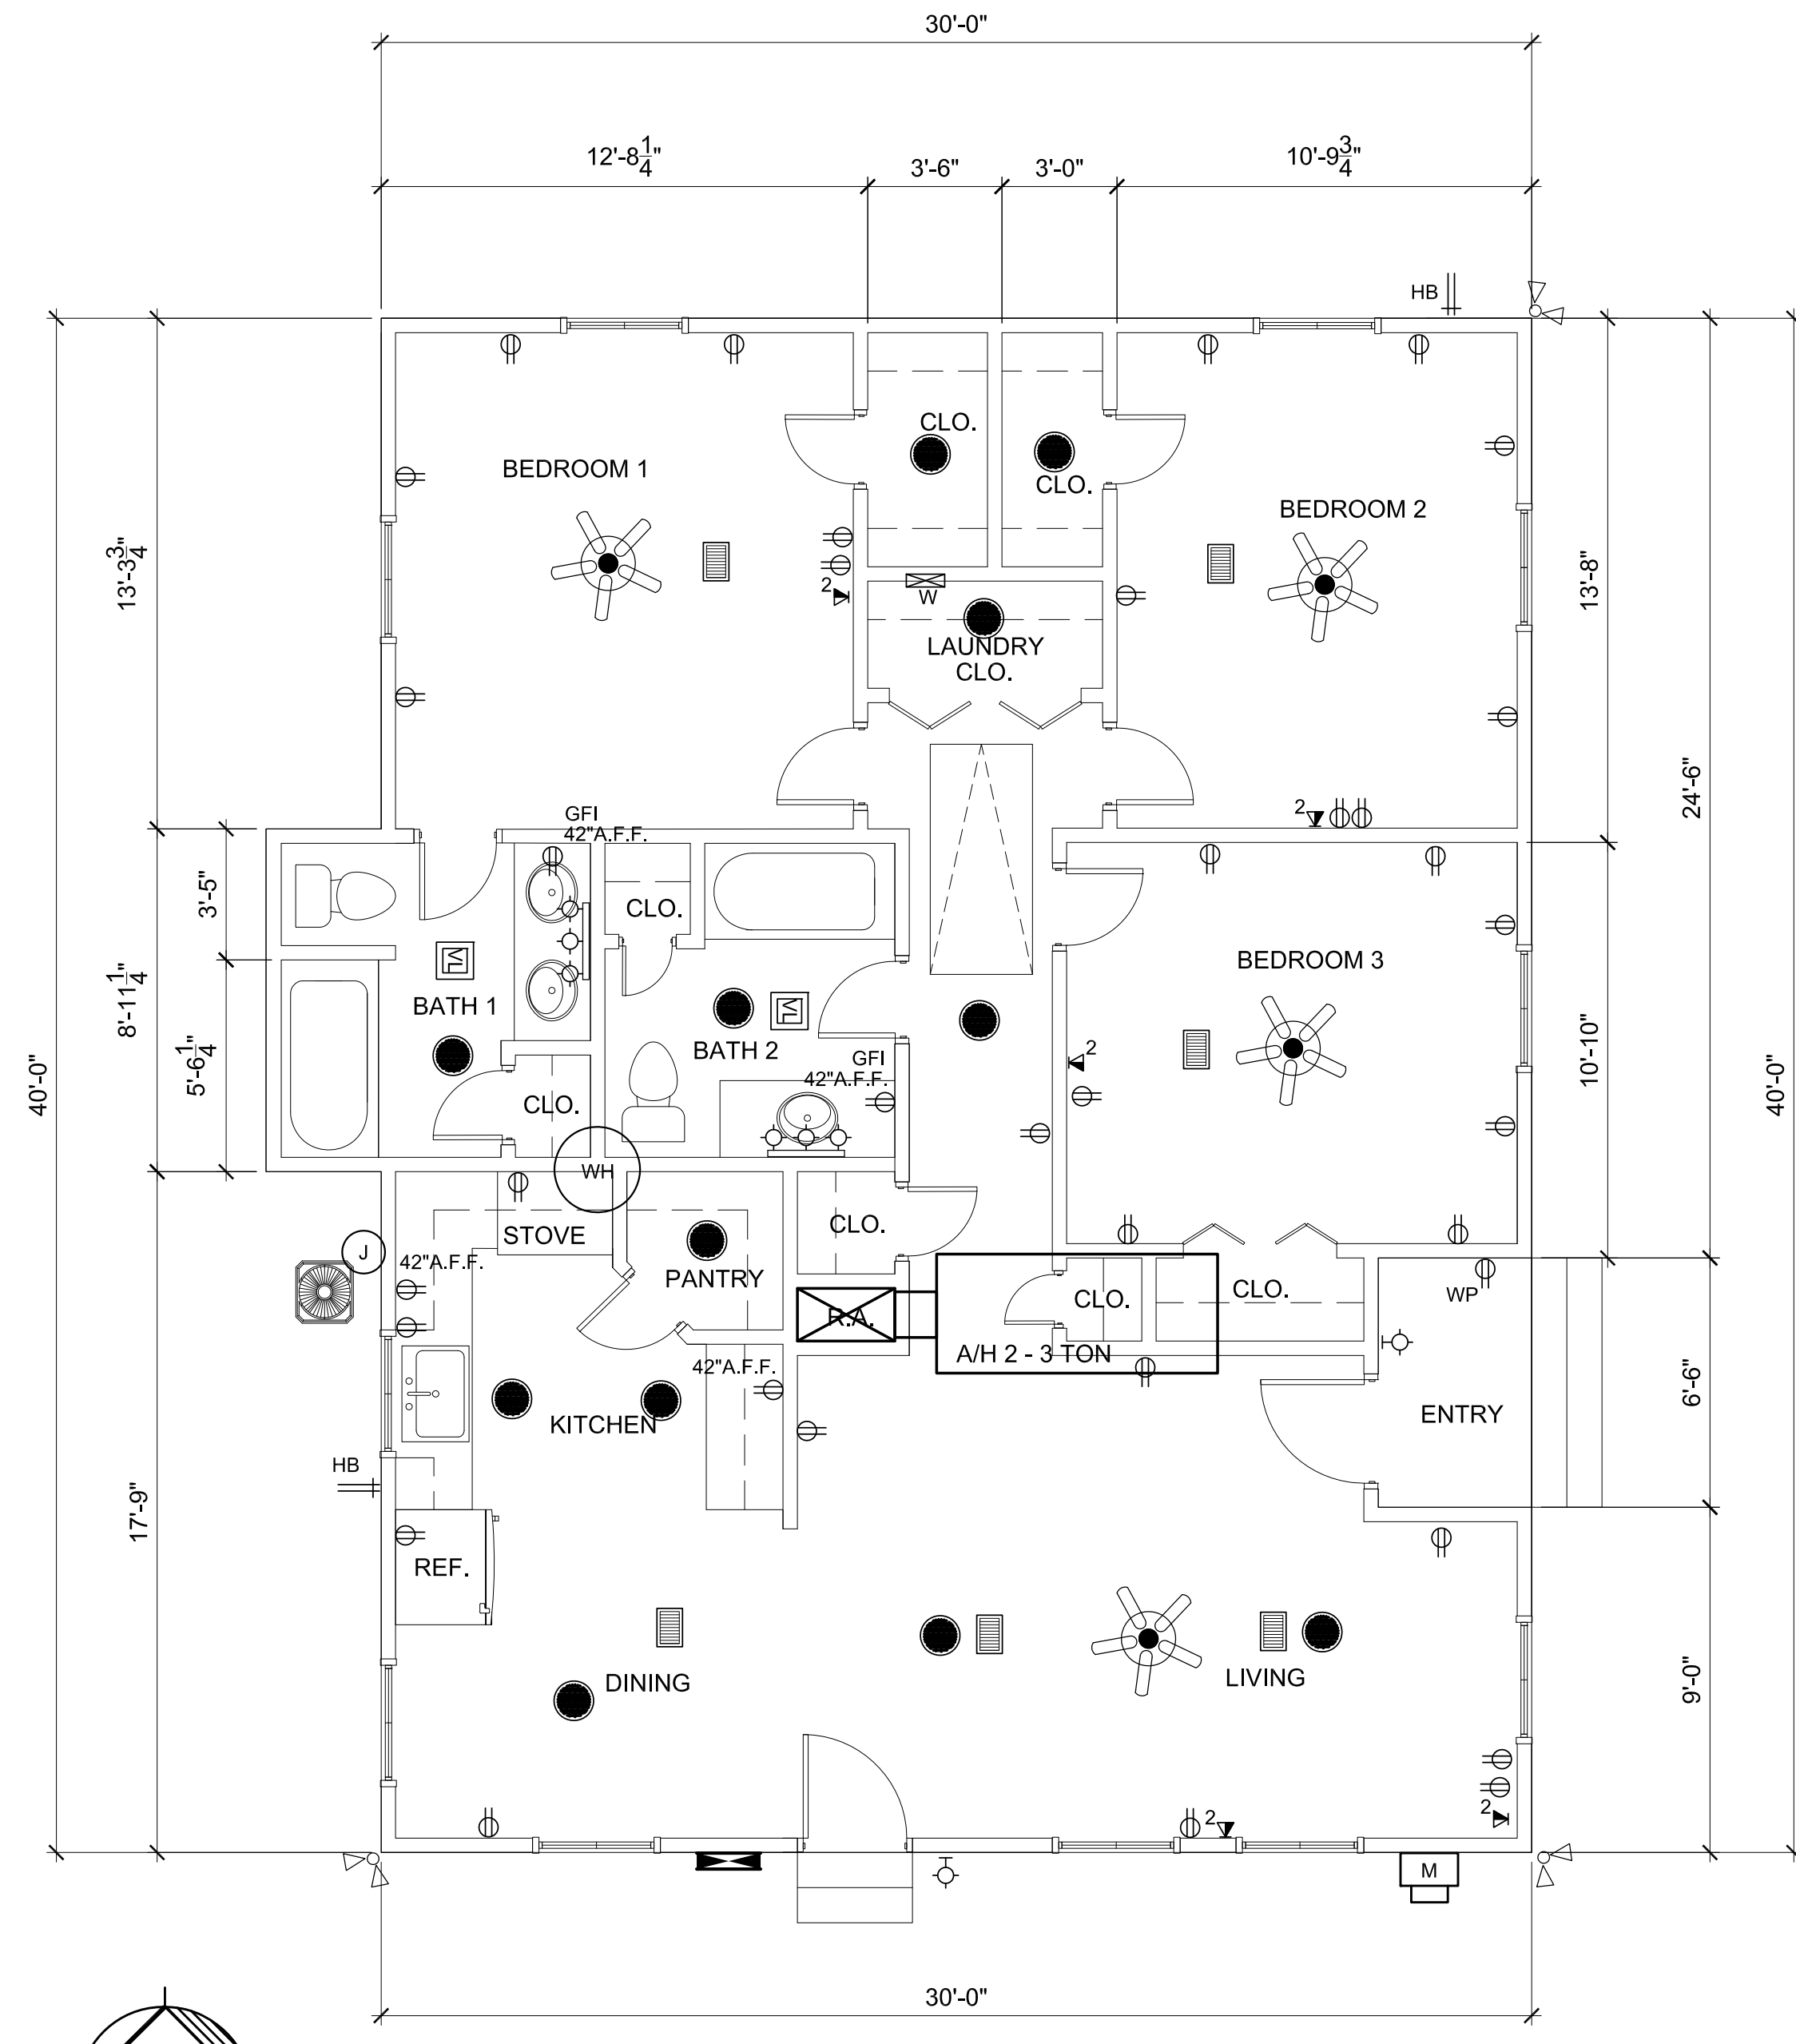 30'-0"
12'-8 1/4"
3'-6"
3'-0"
10'-9 3/4"
HB
CLO.
BEDROOM 1
CLO.
BEDROOM 2
13'-3 3/4"
13'-8"
2
W
LAUNDRY
CLO.
24'-6"
GFI
42"A.F.F.
2
3'-5"
CLO.
VL
BEDROOM 3
8'-11 1/4"
BATH 1
VL
BATH 2
GFI
42"A.F.F.
2
5'-6 1/4"
10'-10"
40'-0"
40'-0"
CLO.
WH
STOVE
CLO.
J
42"A.F.F.
PANTRY
R.A.
CLO.
CLO.
WP
A/H 2 - 3 TON
42"A.F.F.
6'-6"
KITCHEN
ENTRY
HB
17'-9"
REF.
DINING
LIVING
9'-0"
2
2
M
30'-0"